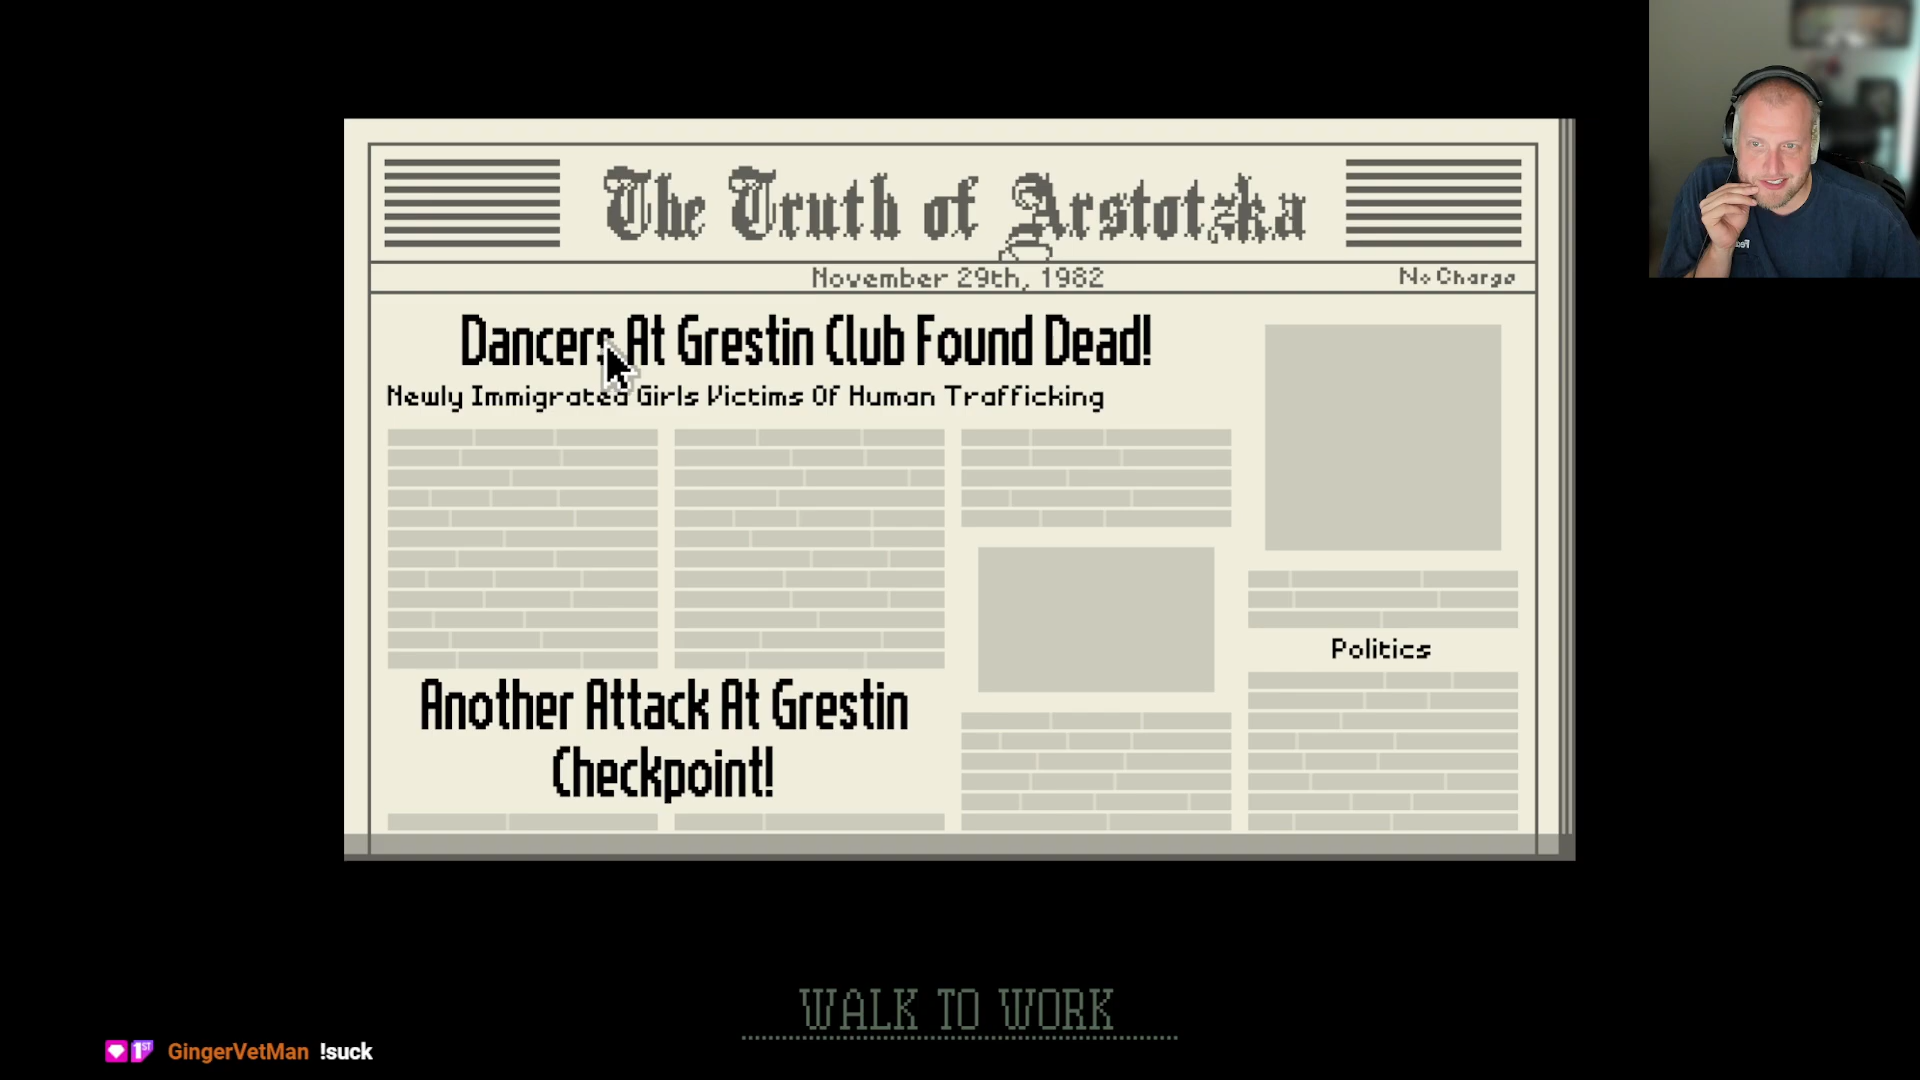 The Truth of Arstotzka
November 29th, 1982
No Charge
Dancers At Grestin Club Found Dead!
Newly Immigrated Girls Victims Of Human Trafficking
Politics
Another Attack At Grestin
Checkpoint!
WALK TO WORK
1ST GingerVetMan !suck